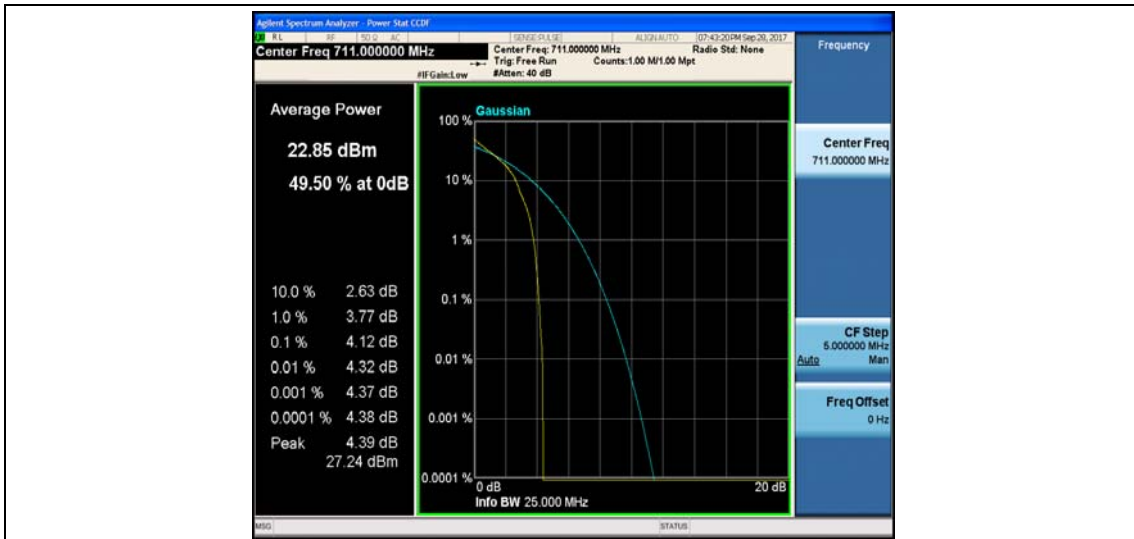 Agilent Spectrum Analyzer - Power Stat CCDF
RL RF 50 Ω AC SENSE:PULSE ALIGN AUTO 07:43:20 PM Sep 28, 2017
Center Freq 711.000000 MHz
Center Freq: 711.000000 MHz Radio Std: None
Trig: Free Run Counts:1.00 M/1.00 Mpt
#IFGain:Low #Atten: 40 dB
Frequency
Average Power
22.85 dBm
49.50 % at 0dB
10.0 % 2.63 dB
1.0 % 3.77 dB
0.1 % 4.12 dB
0.01 % 4.32 dB
0.001 % 4.37 dB
0.0001 % 4.38 dB
Peak 4.39 dB
27.24 dBm
Gaussian
100 %
10 %
1 %
0.1 %
0.01 %
0.001 %
0.0001 %
0 dB 20 dB
Info BW 25.000 MHz
Center Freq
711.000000 MHz
CF Step
5.000000 MHz
Auto Man
Freq Offset
0 Hz
MSG STATUS